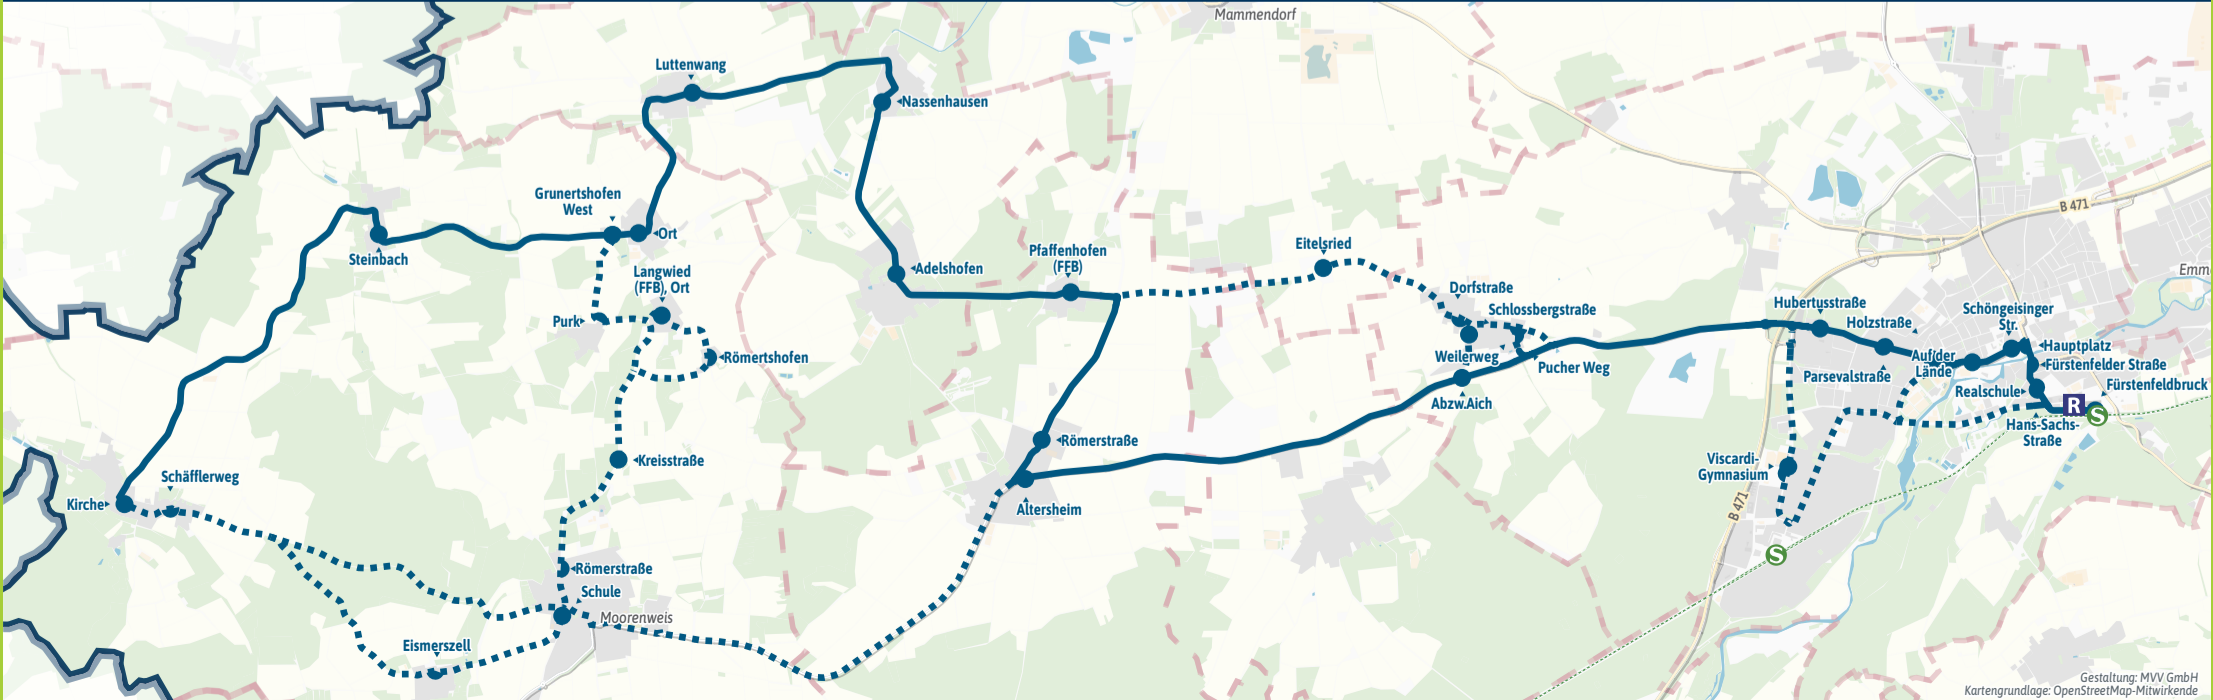 Mammendorf
Luttenwang
Nassenhausen
Grunertshofen
West
Ort
Steinbach
B 471
Langwied
(FFB), Ort
Adelshofen
Pfaffenhofen
(FFB)
Eitelsried
Emm
Dorfstraße
Schlossbergstraße
Hubertusstraße
Schöngeisinger
Str.
Purk
Holzstraße
Römertshofen
Weilerweg
Pucher Weg
Auf der
Lände
Hauptplatz
Fürstenfelder Straße
Parsevalstraße
Realschule
Fürstenfeldbruck
Abzw.Aich
R
S
Hans-Sachs-
Straße
Römerstraße
Kreisstraße
Viscardi-
Gymnasium
Schäfflerweg
Kirche
Altersheim
B 471
S
Römerstraße
Schule
Moorenweis
Eismerszell
Gestaltung: MVV GmbH
Kartengrundlage: OpenStreetMap-Mitwirkende